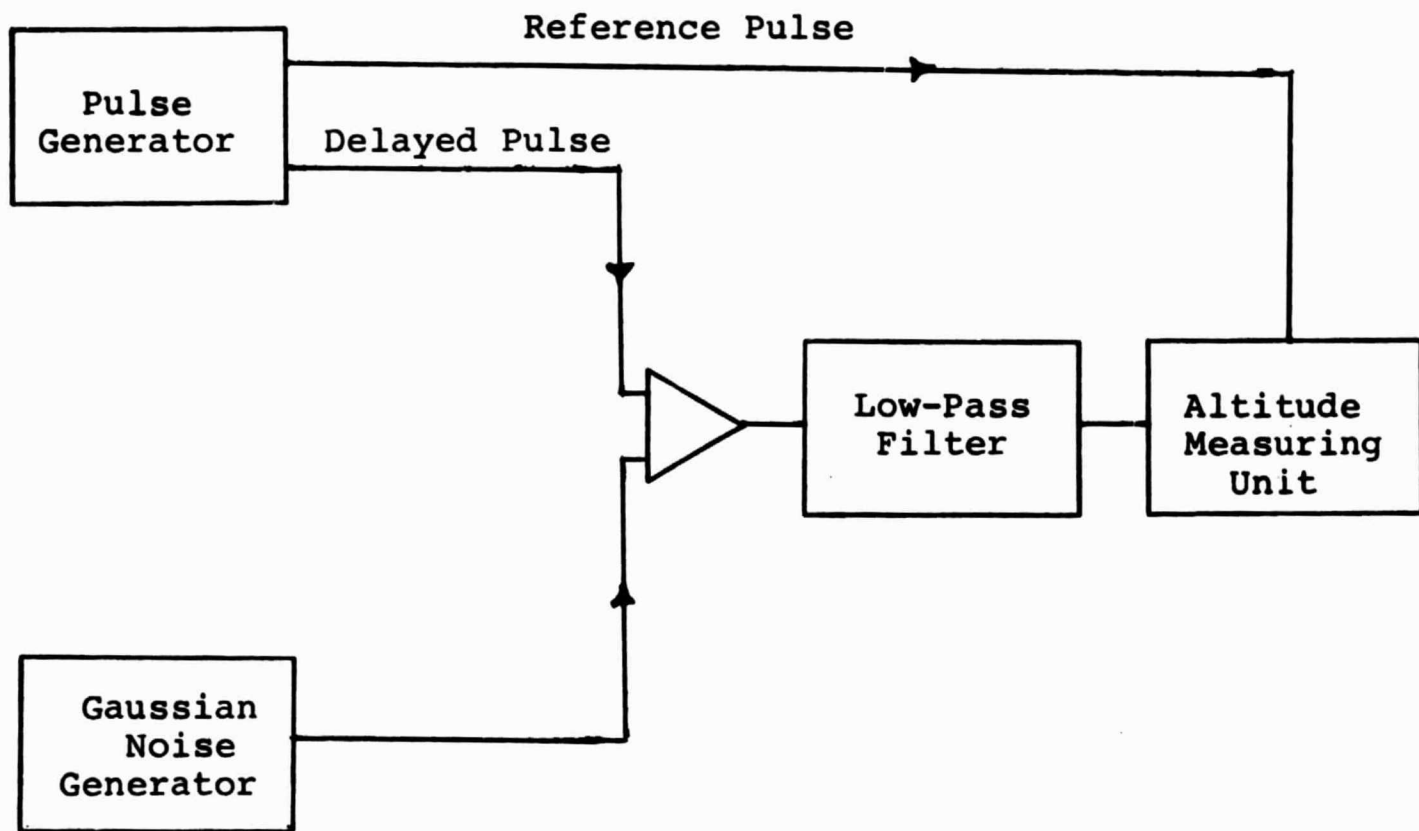 Reference Pulse
Pulse
Generator
Delayed Pulse
Low-Pass
Filter
Altitude
Measuring
Unit
Gaussian
Noise
Generator